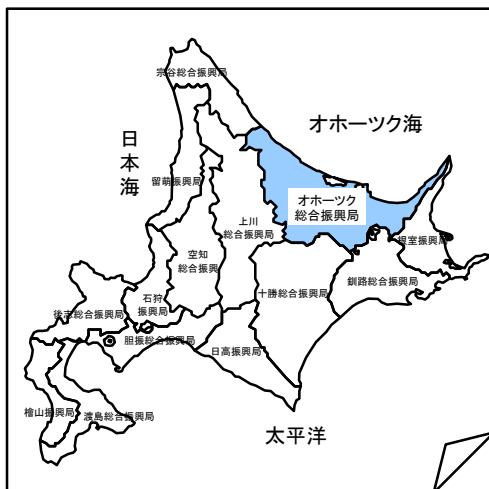 宗谷総合振興局
オホーツク海
日本海
留萌振興局
オホーツク
総合振興局
上川
総合振興局
根室振興局
空知
総合振興
釧路総合振興局
十勝総合振興局
石狩
振興局
後志総合振興局
胆振総合振興局
日高振興局
檜山振興局
渡島総合振興局
太平洋